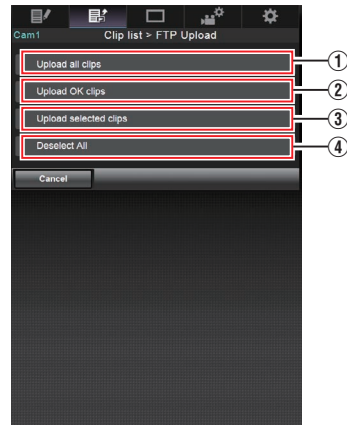 Cam1 Clip list > FTP Upload
Upload all clips ①
Upload OK clips ②
Upload selected clips ③
Deselect All ④
Cancel